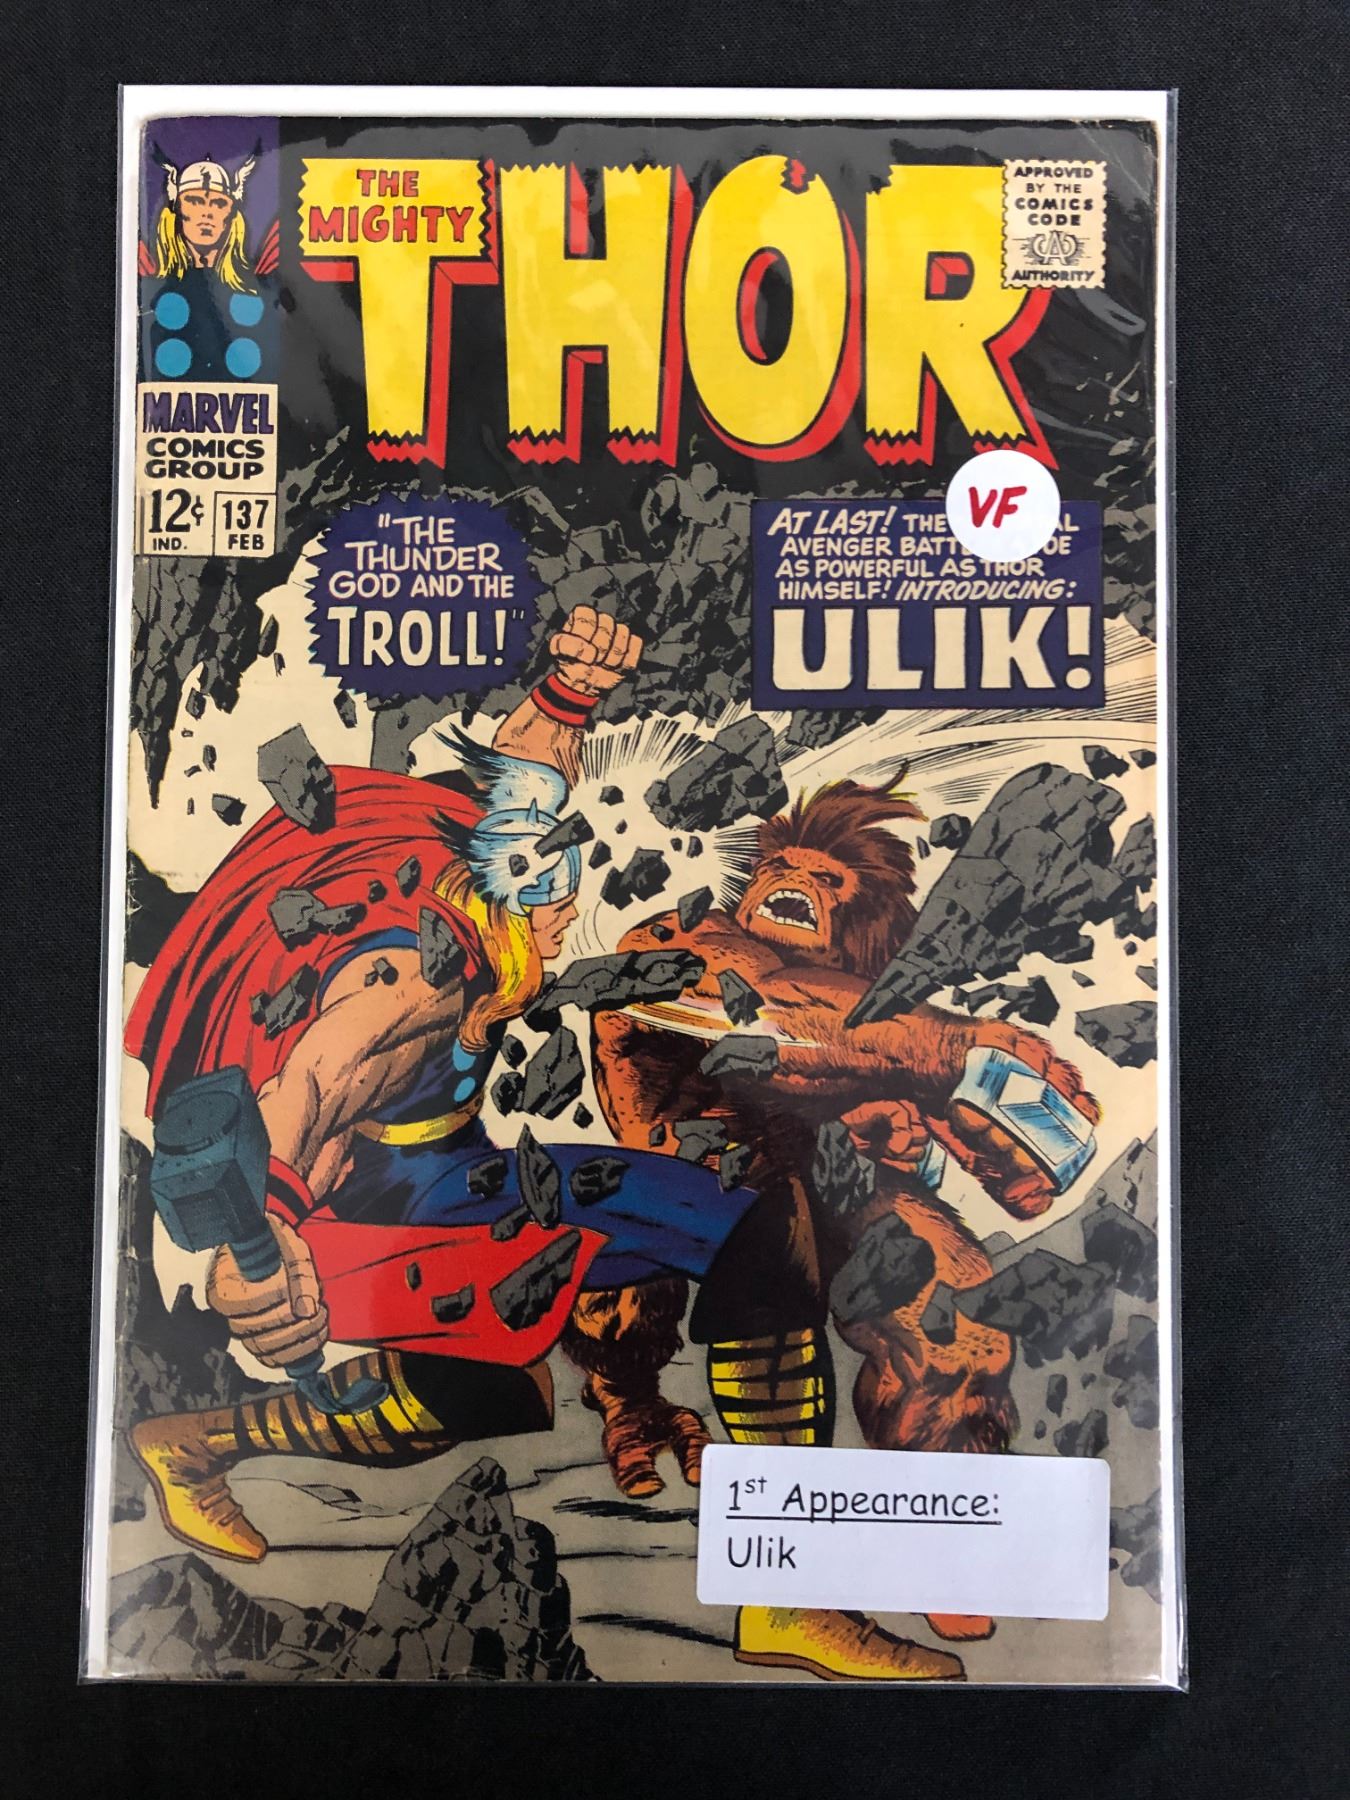 THE
MIGHTY
THOR
APPROVED
BY THE
COMICS
CODE
AUTHORITY
MARVEL
COMICS
GROUP
12¢
IND.
137
FEB
"THE
THUNDER
GOD AND THE
TROLL!"
VF
AT LAST! THE
AVENGER
AS POWERFUL AS THOR
HIMSELF! INTRODUCING:
ULIK!
1st Appearance:
Ulik